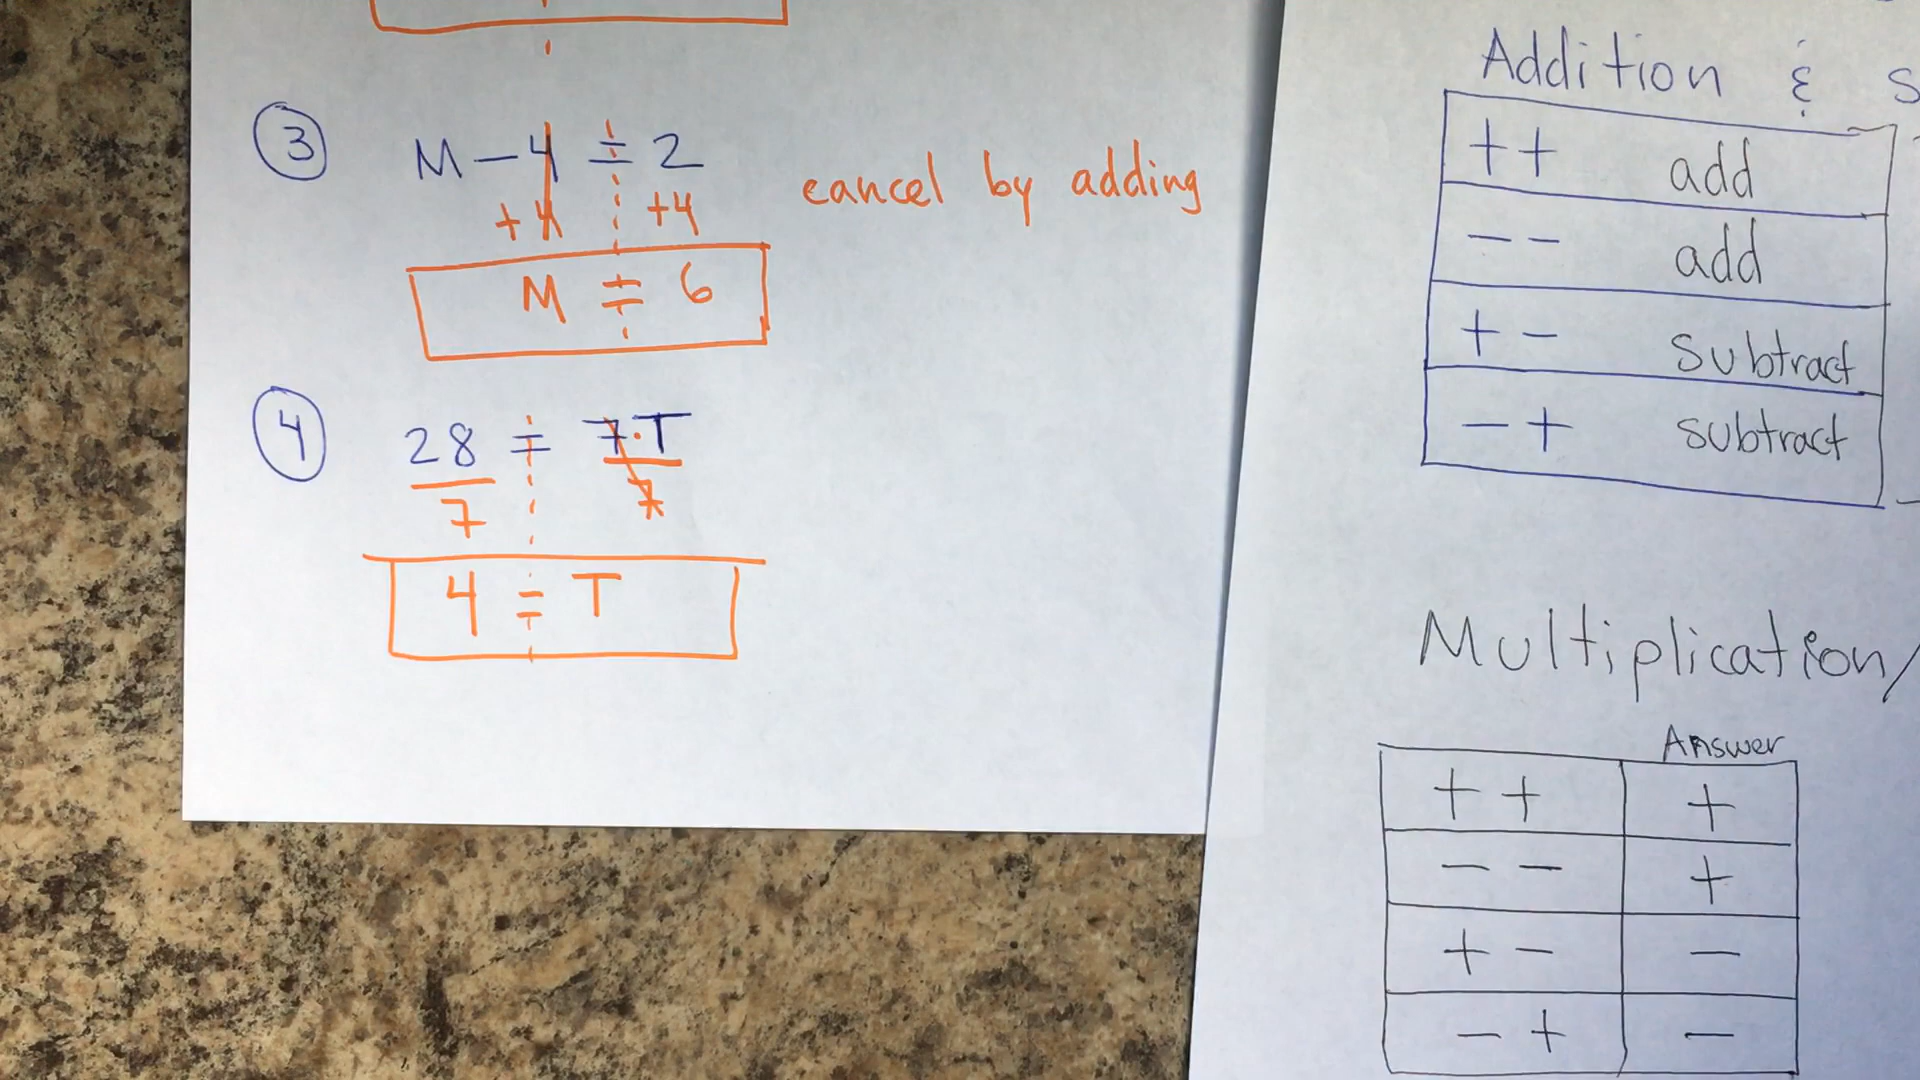 3
M - 4 = 2
+4 +4
cancel by adding
M = 6
4
28 = 7·T
7 7
4 = T
Addition & S
++ add
-- add
+- subtract
-+ subtract
Multiplication/
Answer
++ +
-- +
+- -
-+ -